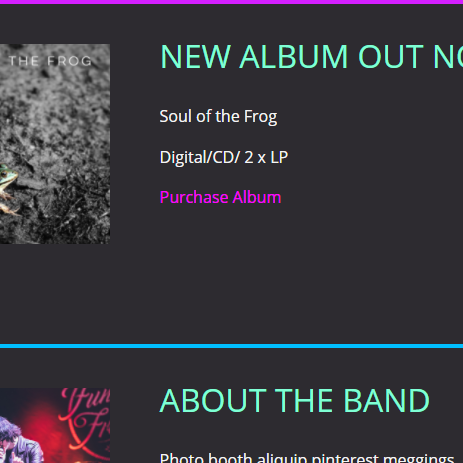 THE FROG
NEW ALBUM OUT
Soul of the Frog
Digital/CD/ 2 x LP
Purchase Album
ABOUT THE BAND
Photo booth aliquip pinterest meggings